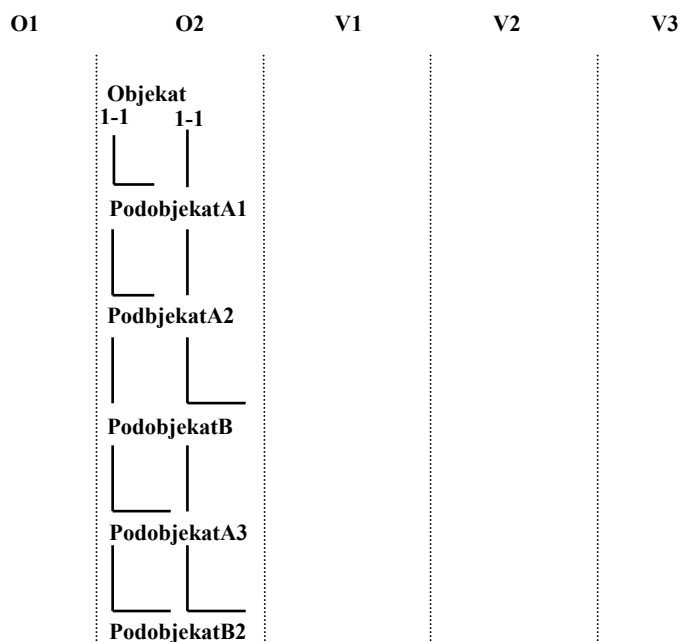 O1 O2 V1 V2 V3
Objekat
1-1 1-1
PodobjekatA1
PodbjekatA2
PodobjekatB
PodobjekatA3
PodobjekatB2